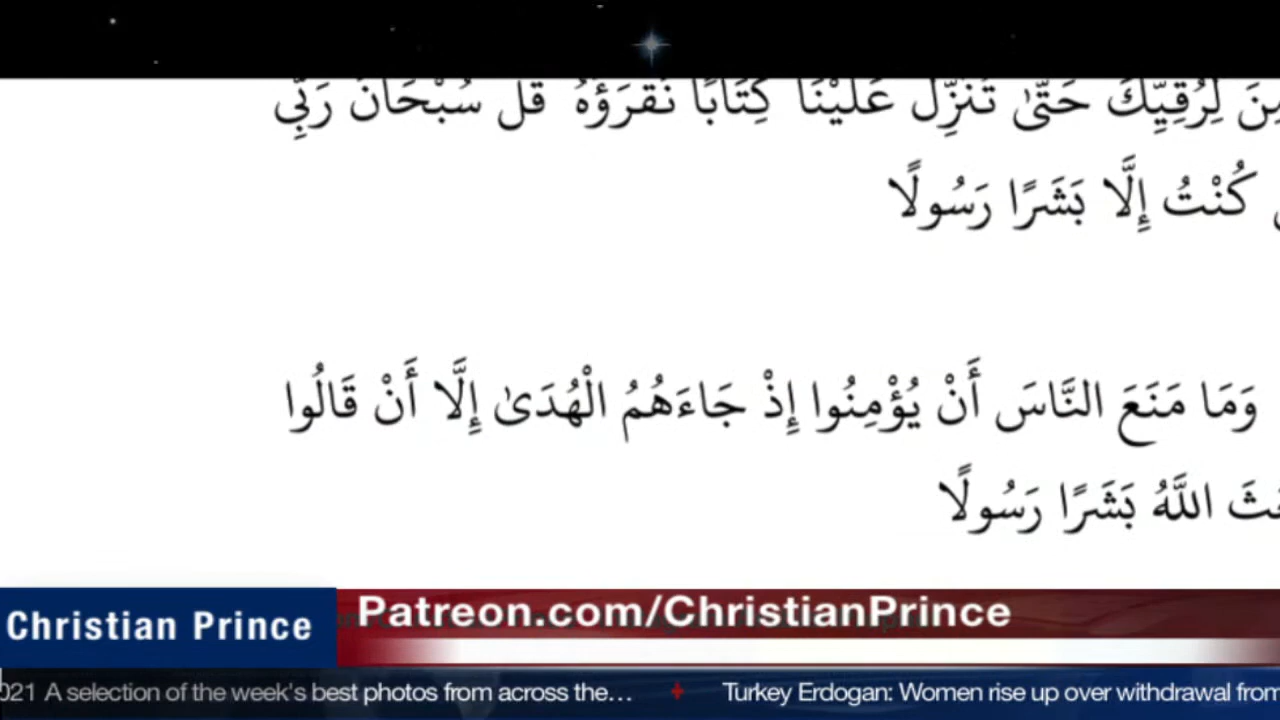 لِرُقِيِّكَ حَتَّىٰ تُنَزِّلَ عَلَيْنَا كِتَابًا نَقْرَؤُهُ قُلْ سُبْحَانَ رَبِّي
كُنْتُ إِلَّا بَشَرًا رَسُولًا
وَمَا مَنَعَ النَّاسَ أَنْ يُؤْمِنُوا إِذْ جَاءَهُمُ الْهُدَىٰ إِلَّا أَنْ قَالُوا
اللَّهُ بَشَرًا رَسُولًا
Patreon.com/ChristianPrince
Christian Prince
021 A selection of the week's best photos from across the… Turkey Erdogan: Women rise up over withdrawal from